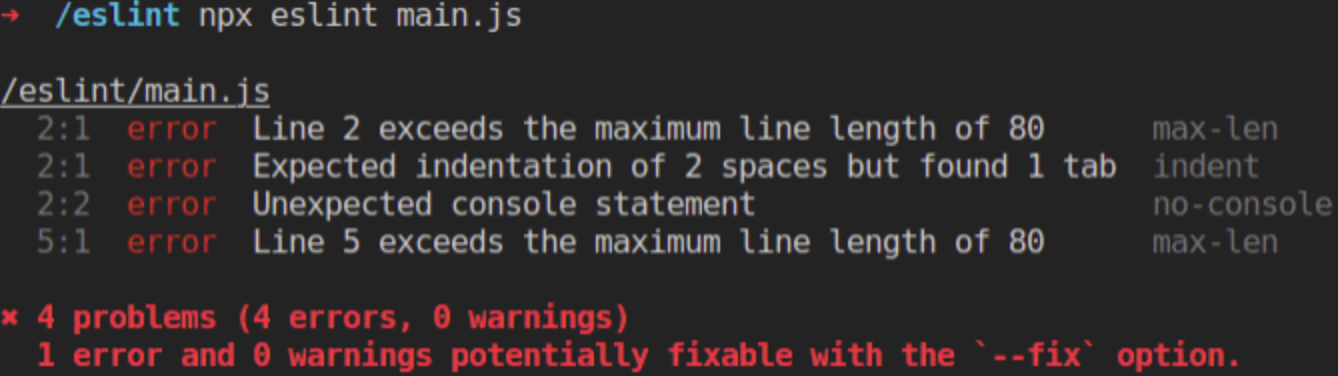 → /eslint npx eslint main.js
/eslint/main.js
2:1 error Line 2 exceeds the maximum line length of 80 max-len
2:1 error Expected indentation of 2 spaces but found 1 tab indent
2:2 error Unexpected console statement no-console
5:1 error Line 5 exceeds the maximum line length of 80 max-len
✖ 4 problems (4 errors, 0 warnings)
1 error and 0 warnings potentially fixable with the `--fix` option.